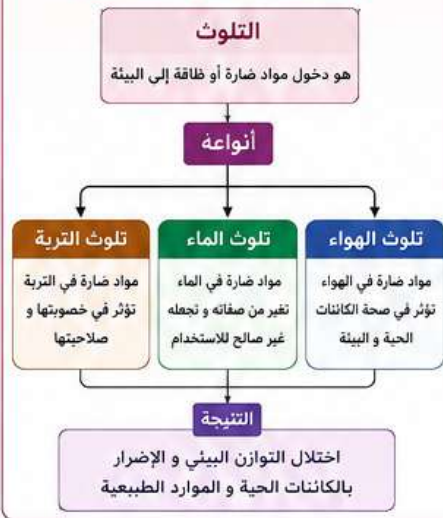 التلوث
هو دخول مواد ضارة أو ظاقة إلى البيئة
أنواعة
تلوث الهواء
مواد ضارة في الهواء
تؤثر في صحة الكائنات
الحية و البيئة
تلوث الماء
مواد ضارة في الماء
تغير من صفاته و تجعله
غير صالح للاستخدام
تلوث التربة
مواد ضارة في التربة
تؤثر في خصوبتها و
صلاحيتها
النتيجة
اختلال التوازن البيئي و الإضرار
بالكائنات الحية و الموارد الطبيعية